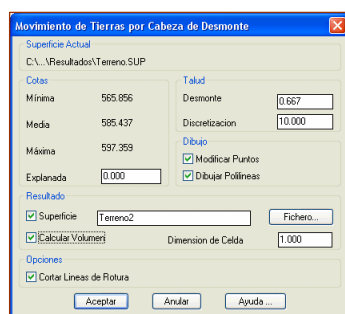 Movimiento de Tierras por Cabeza de Desmonte
Superficie Actual
C:\...\Resultados\Terreno.SUP
Cotas
Mínima 565.856
Media 585.437
Máxima 597.359
Explanada 0.000
Talud
Desmonte 0.667
Discretizacion 10.000
Dibujo
Modificar Puntos
Dibujar Polilineas
Resultado
Superficie Terreno2 Fichero...
Calcular Volumen Dimension de Celda 1.000
Opciones
Cortar Lineas de Rotura
Aceptar Anular Ayuda ...